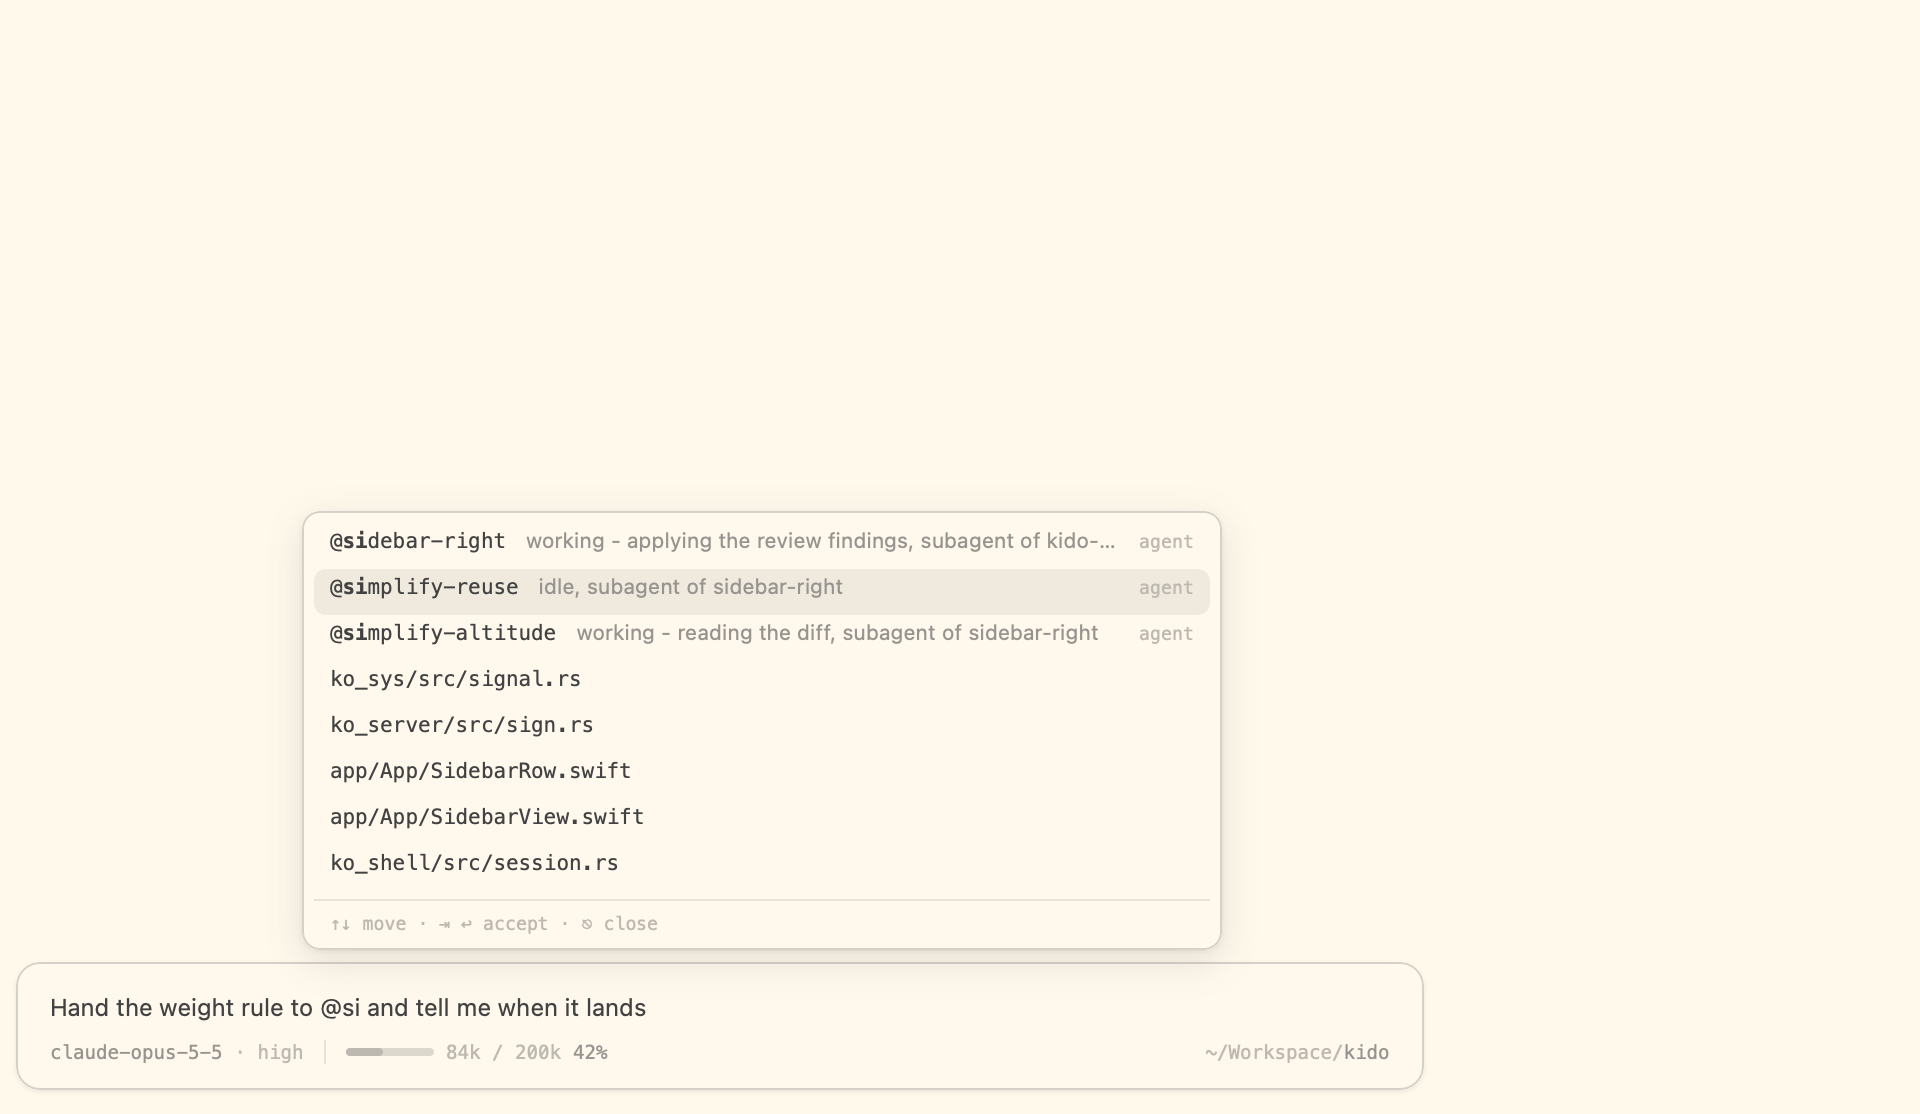 @sidebar-right working - applying the review findings, subagent of kido-... agent
@simplify-reuse idle, subagent of sidebar-right agent
@simplify-altitude working - reading the diff, subagent of sidebar-right agent
ko_sys/src/signal.rs
ko_server/src/sign.rs
app/App/SidebarRow.swift
app/App/SidebarView.swift
ko_shell/src/session.rs
↑↓ move · ⇥ ↩ accept · ⎋ close
Hand the weight rule to @si and tell me when it lands
claude-opus-5-5 · high 84k / 200k 42% ~/Workspace/kido